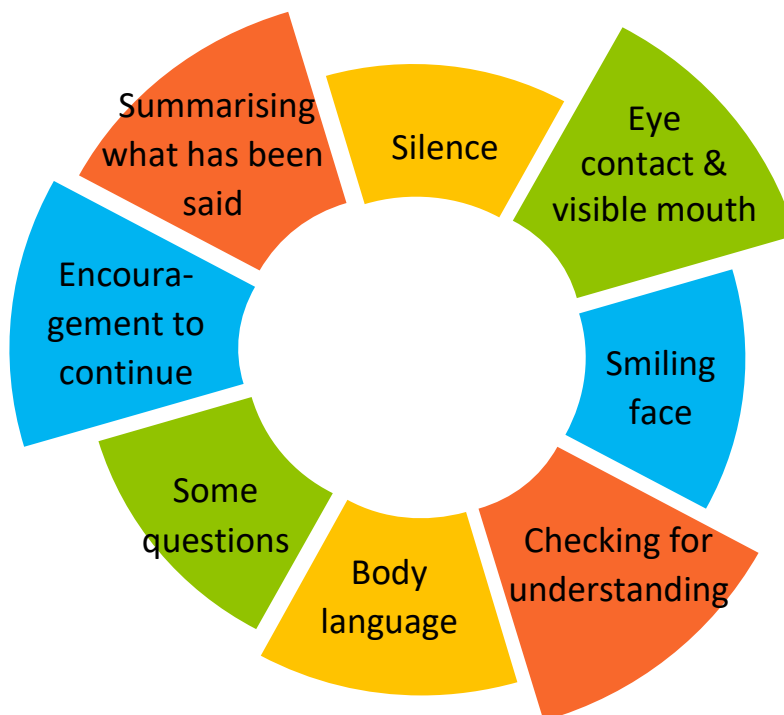 Silence
Eye
contact &
visible mouth
Smiling
face
Checking for
understanding
Body
language
Some
questions
Encoura-
gement to
continue
Summarising
what has been
said